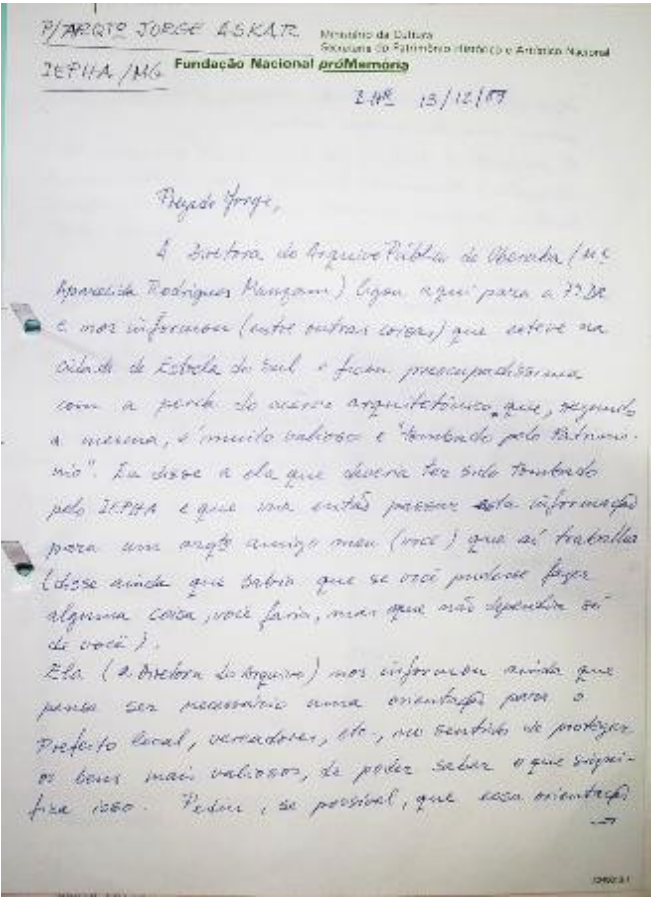 P/ARQTO JORGE ASKAR
IEPHA/MG
Ministério da Cultura
Secretaria do Patrimônio Histórico e Artístico Nacional
Fundação Nacional próMemória
13/12/89
Prezado Jorge,
A Diretora do Arquivo Público de Uberaba (Mª
Aparecida Rodrigues Manzan) ligou aqui para a 7ª DR
e nos informou (entre outras coisas) que esteve na
cidade de Estrela do Sul e ficou preocupadíssima
com a perda do acervo arquitetônico, que, segundo
a mesma, é muito valioso e "tombado pelo Patrimô-
nio". Eu disse a ela que deveria ter sido tombado
pelo IEPHA e que iria então passar esta informação
para um arqto amigo meu (você) que aí trabalha
(disse ainda que sabia que se você pudesse fazer
alguma coisa, você faria, mas que não dependia só
de você).
Ela (a Diretora do Arquivo) nos informou ainda que
pensa ser necessário uma orientação para o
Prefeito local, vereadores, etc., no sentido de proteger
os bens mais valiosos, de poder saber o que signi-
fica isso. Pediu, se possível, que essa orientação
→